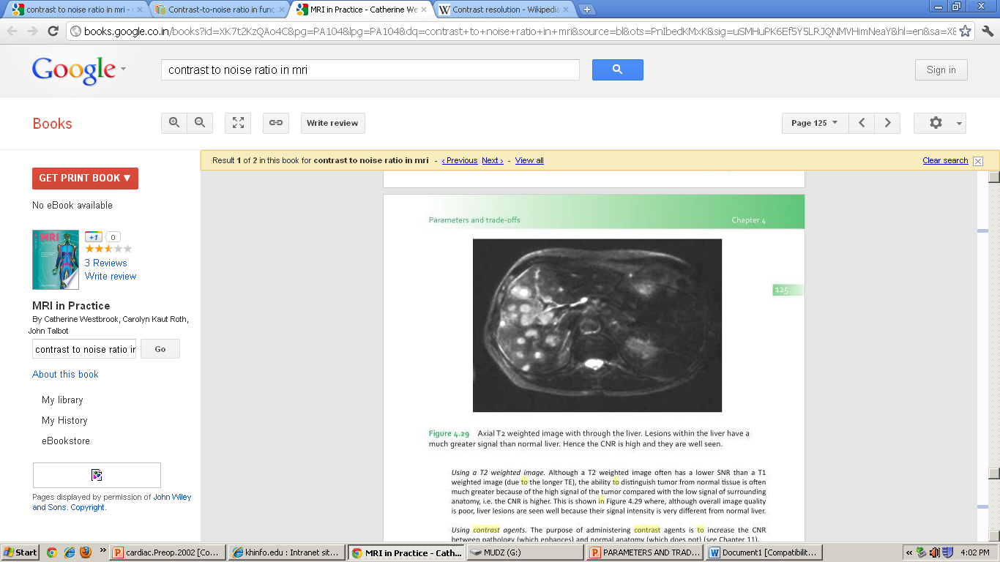 contrast to noise ratio in mri -
Contrast-to-noise ratio in func
MRI in Practice - Catherine We
Contrast resolution - Wikipedia
books.google.co.in/books?id=XK7t2KzQAo4C&pg=PA104&lpg=PA104&dq=contrast+to+noise+ratio+in+mri&source=bl&ots=PnIbedKMxK&sig=uSMHuPK6Ef5Y5LRJQNMVHimNeaY&hl=en&sa=X6
Google
contrast to noise ratio in mri
Sign in
Books
Write review
Page 125
Result 1 of 2 in this book for contrast to noise ratio in mri - ‹ Previous Next › - View all
Clear search
GET PRINT BOOK ▼
No eBook available
MRI
+1
0
3 Reviews
Write review
MRI in Practice
By Catherine Westbrook, Carolyn Kaut Roth,
John Talbot
contrast to noise ratio in
Go
About this book
My library
My History
eBookstore
Pages displayed by permission of John Wiley
and Sons. Copyright.
Parameters and trade-offs
Chapter 4
125
Figure 4.29 Axial T2 weighted image with through the liver. Lesions within the liver have a
much greater signal than normal liver. Hence the CNR is high and they are well seen.
Using a T2 weighted image. Although a T2 weighted image often has a lower SNR than a T1
weighted image (due to the longer TE), the ability to distinguish tumor from normal tissue is often
much greater because of the high signal of the tumor compared with the low signal of surrounding
anatomy, i.e. the CNR is higher. This is shown in Figure 4.29 where, although overall image quality
is poor, liver lesions are seen well because their signal intensity is very different from normal liver.
Using contrast agents. The purpose of administering contrast agents is to increase the CNR
between pathology (which enhances) and normal anatomy (which does not) (see Chapter 11).
Start
»
cardiac.Preop.2002 [Co...
khinfo.edu : Intranet sit...
MRI in Practice - Cath...
MUDZ (G:)
PARAMETERS AND TRAD...
Document1 [Compatibilit...
«
4:02 PM